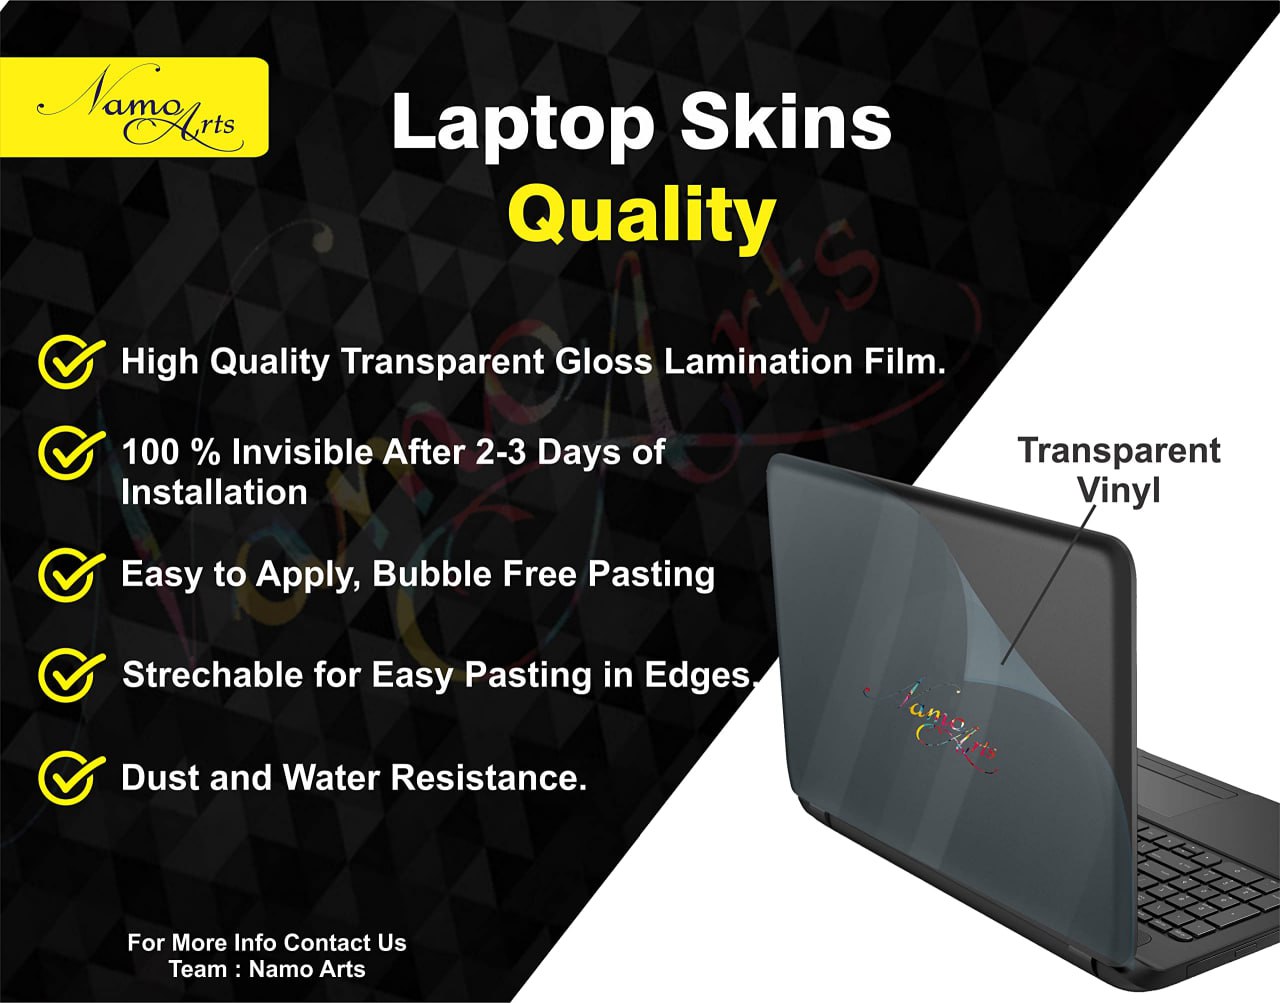 Namo Arts
Laptop Skins
Quality
High Quality Transparent Gloss Lamination Film.
100 % Invisible After 2-3 Days of
Installation
Easy to Apply, Bubble Free Pasting
Strechable for Easy Pasting in Edges.
Dust and Water Resistance.
Transparent
Vinyl
Namo Arts
Namo Arts
For More Info Contact Us
Team : Namo Arts